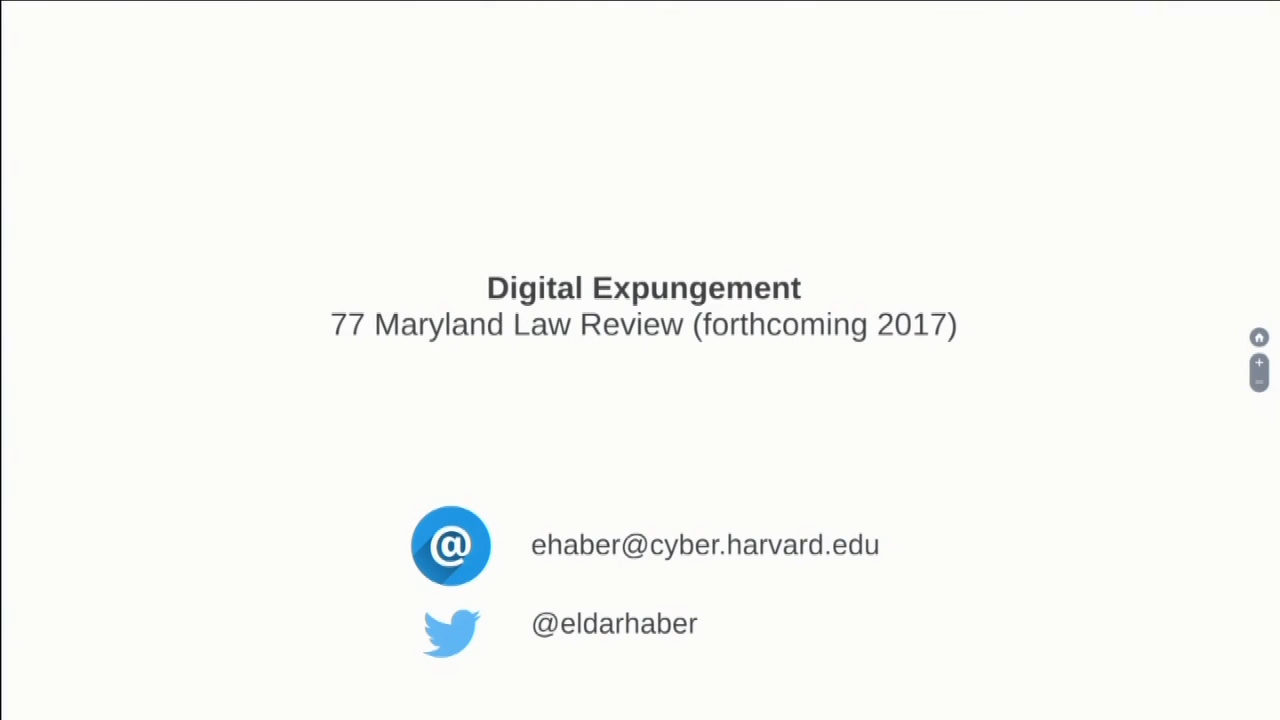 Digital Expungement
77 Maryland Law Review (forthcoming 2017)
@ ehaber@cyber.harvard.edu
@eldarhaber